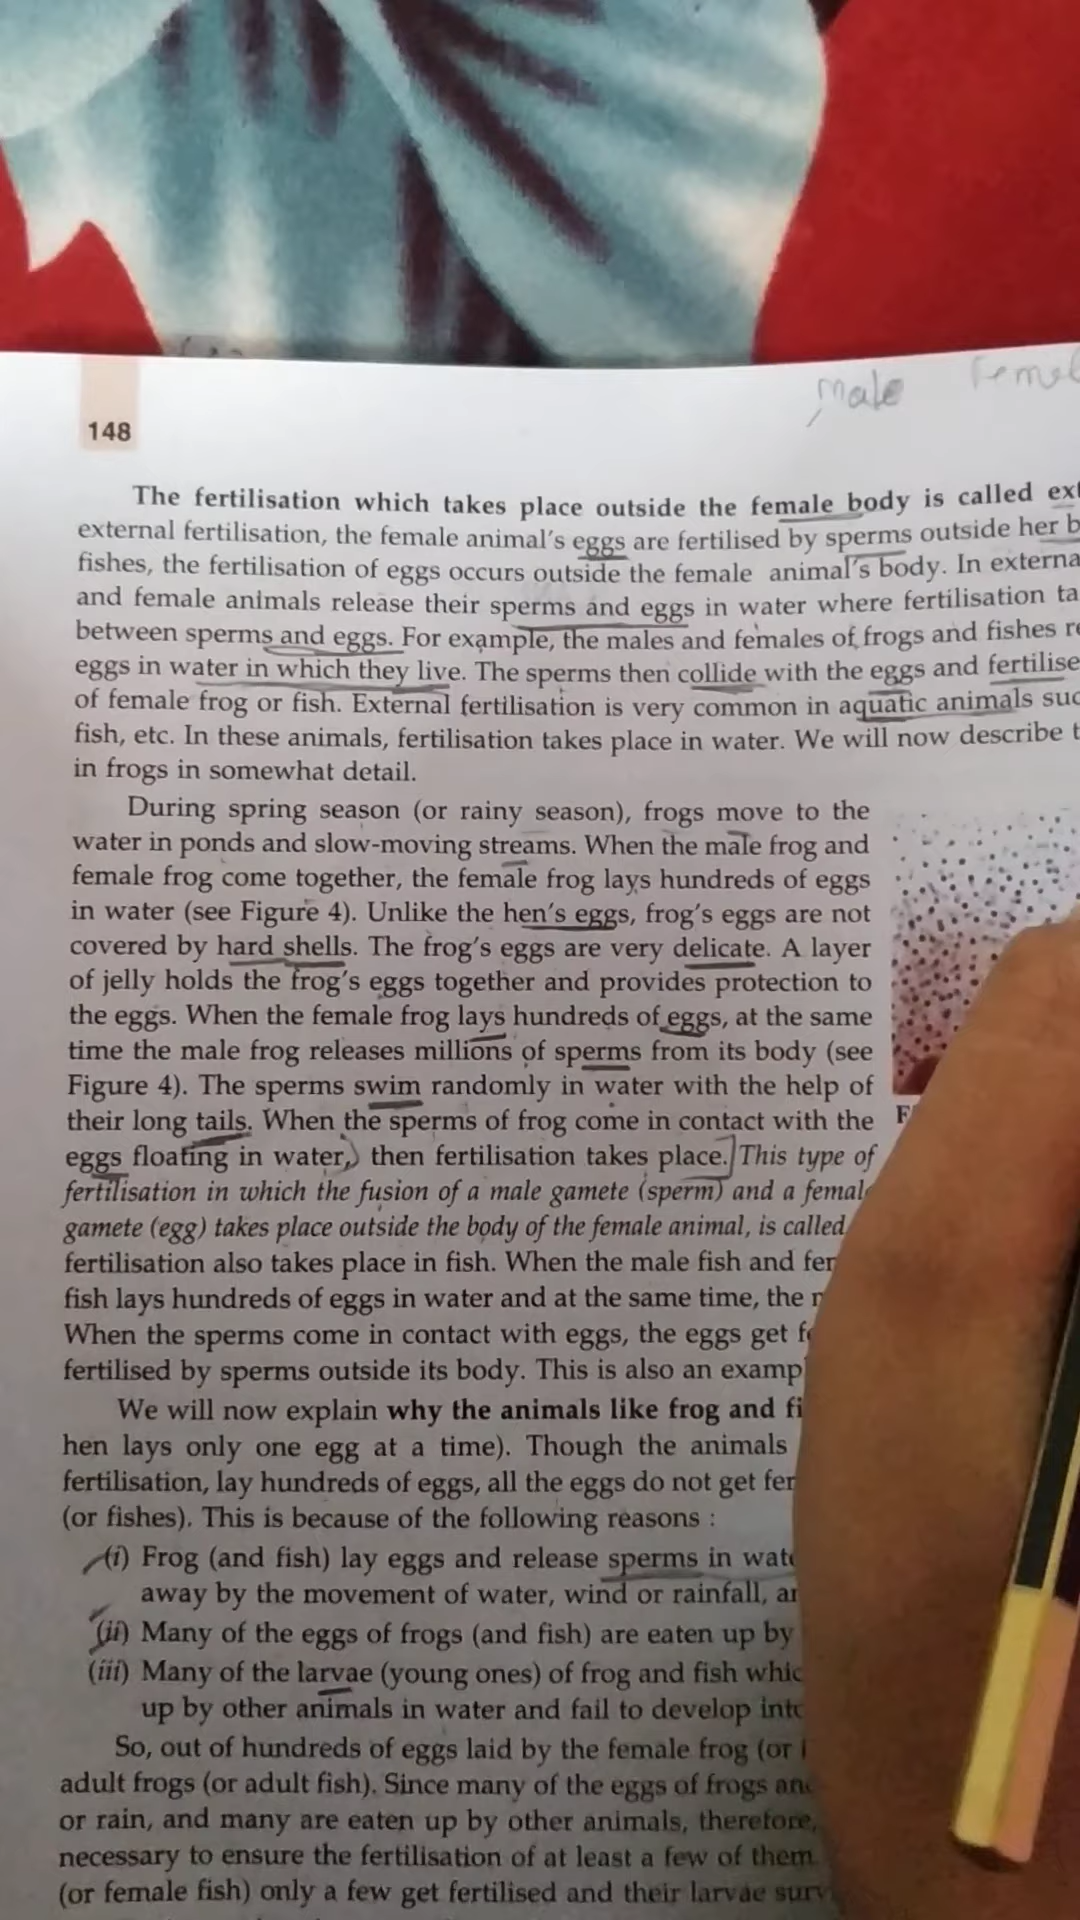 male
148
The fertilisation which takes place outside the female body is called
external fertilisation, the female animal's eggs are fertilised by sperms outside her
fishes, the fertilisation of eggs occurs outside the female animal's body. In
and female animals release their sperms and eggs in water where fertilisation
between sperms and eggs. For example, the males and females of frogs and fishes
eggs in water in which they live. The sperms then collide with the eggs and fertilise
of female frog or fish. External fertilisation is very common in aquatic animals
fish, etc. In these animals, fertilisation takes place in water. We will now describe
in frogs in somewhat detail.
During spring season (or rainy season), frogs move to the
water in ponds and slow-moving streams. When the male frog and
female frog come together, the female frog lays hundreds of eggs
in water (see Figure 4). Unlike the hen's eggs, frog's eggs are not
covered by hard shells. The frog's eggs are very delicate. A layer
of jelly holds the frog's eggs together and provides protection to
the eggs. When the female frog lays hundreds of eggs, at the same
time the male frog releases millions of sperms from its body (see
Figure 4). The sperms swim randomly in water with the help of
their long tails. When the sperms of frog come in contact with the
eggs floating in water, then fertilisation takes place. This type of
fertilisation in which the fusion of a male gamete (sperm) and a
gamete (egg) takes place outside the body of the female animal, is called
fertilisation also takes place in fish. When the male fish and
fish lays hundreds of eggs in water and at the same time, the
When the sperms come in contact with eggs, the eggs get
fertilised by sperms outside its body. This is also an
We will now explain why the animals like frog and
hen lays only one egg at a time). Though the animals
fertilisation, lay hundreds of eggs, all the eggs do not get
(or fishes). This is because of the following reasons :
(i) Frog (and fish) lay eggs and release sperms in
away by the movement of water, wind or rainfall,
(ii) Many of the eggs of frogs (and fish) are eaten up by
(iii) Many of the larvae (young ones) of frog and fish
up by other animals in water and fail to develop
So, out of hundreds of eggs laid by the female frog (or
adult frogs (or adult fish). Since many of the eggs of frogs
or rain, and many are eaten up by other animals, therefore,
necessary to ensure the fertilisation of at least a few of them
(or female fish) only a few get fertilised and their larvae